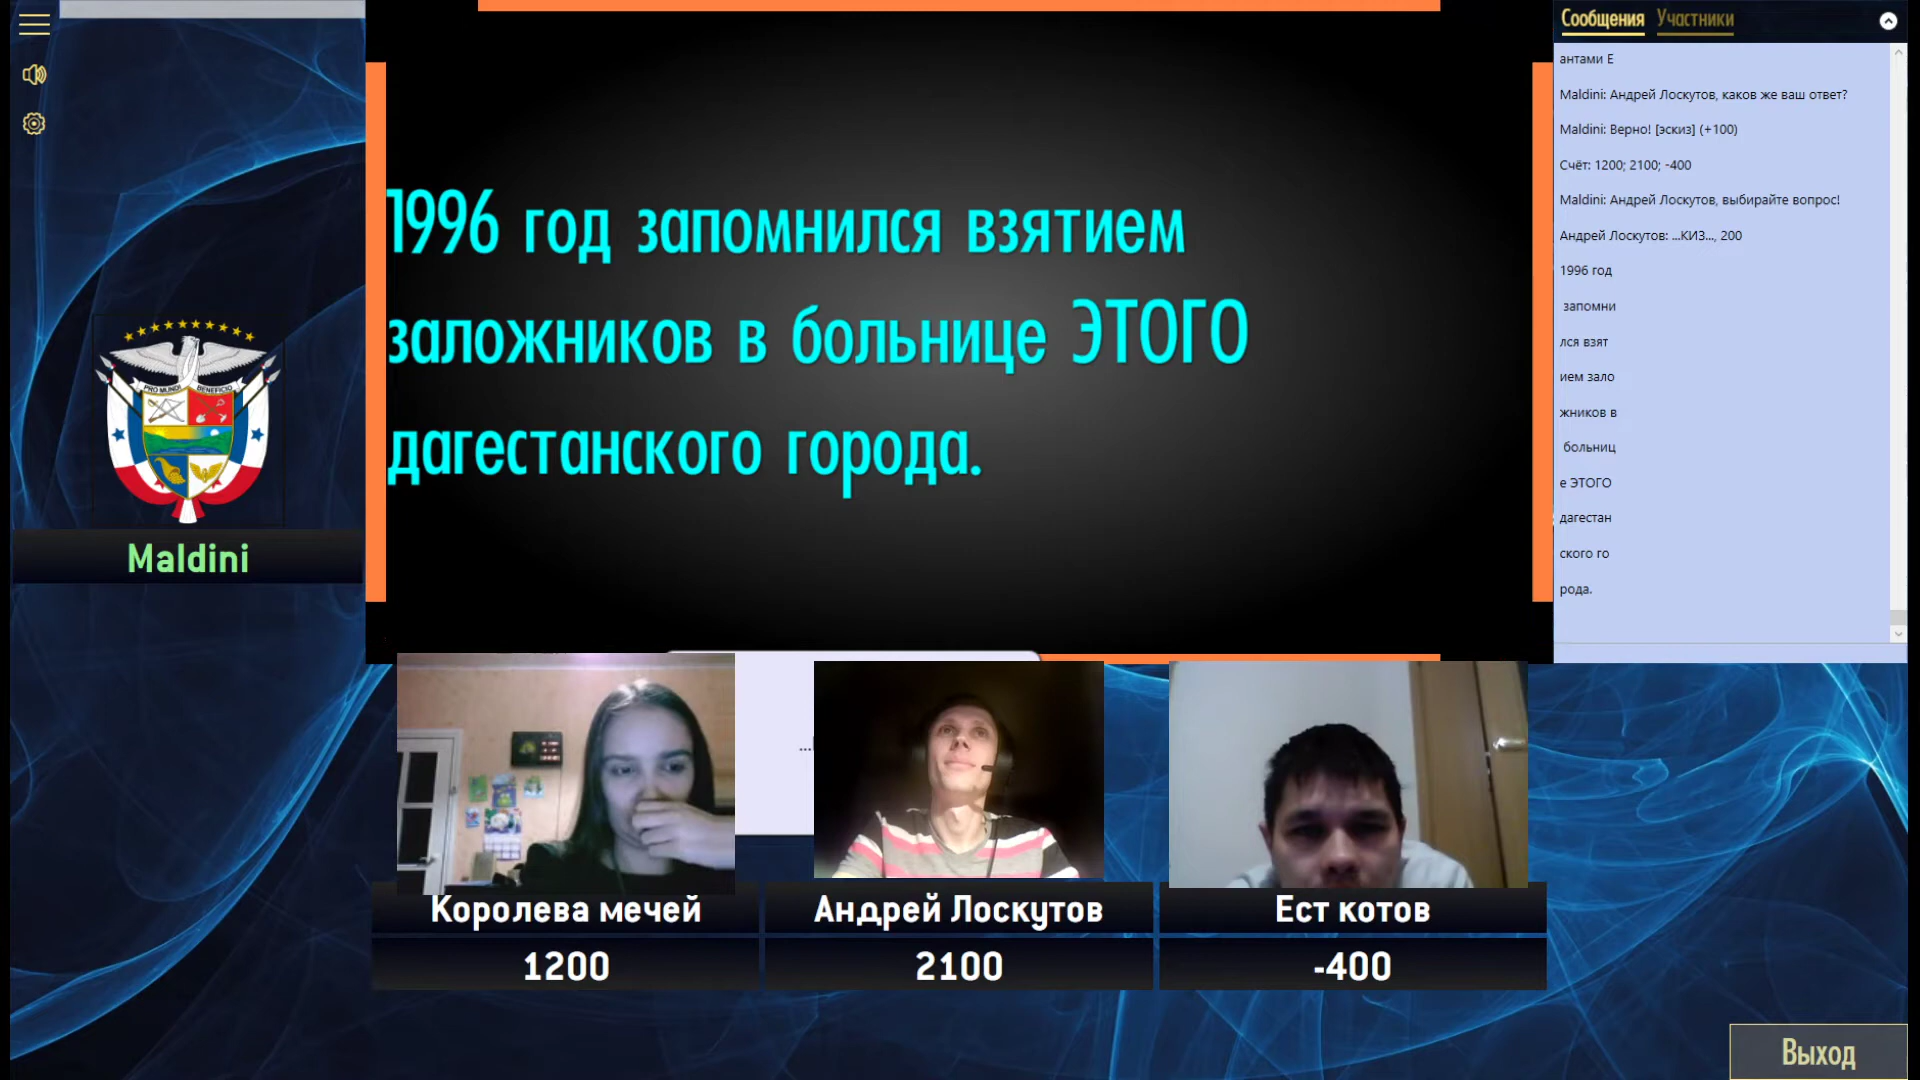 Сообщения Участники
антами Е
Maldini: Андрей Лоскутов, каков же ваш ответ?
Maldini: Верно! [эскиз] (+100)
Счёт: 1200; 2100; -400
Maldini: Андрей Лоскутов, выбирайте вопрос!
Андрей Лоскутов: ...КИЗ..., 200
1996 год
запомни
лся взят
ием зало
жников в
больниц
е ЭТОГО
дагестан
ского го
рода.
1996 год запомнился взятием
заложников в больнице ЭТОГО
дагестанского города.
PRO MUNDI BENEFICIO
Maldini
Королева мечей
1200
Андрей Лоскутов
2100
Ест котов
-400
Выход